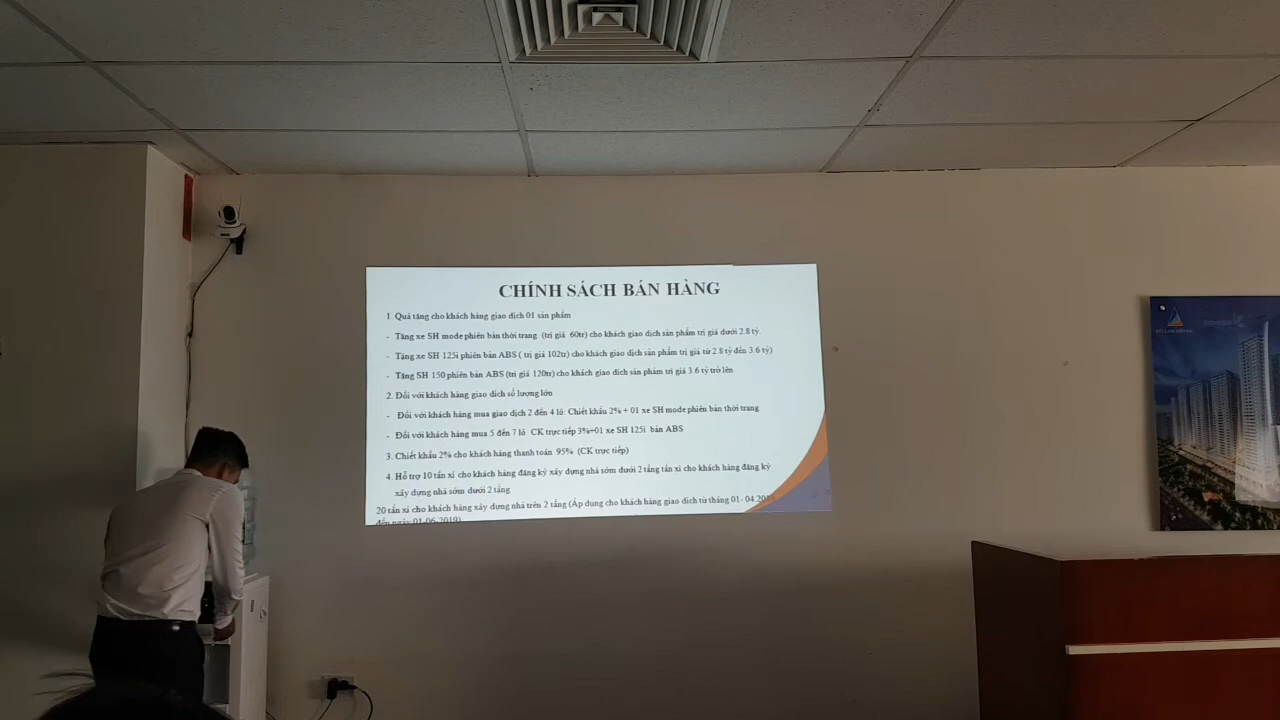 CHÍNH SÁCH BÁN HÀNG
1. Quà tặng cho khách hàng giao dịch 01 sản phẩm
- Tặng xe SH mode phiên bản thời trang (trị giá 60tr) cho khách giao dịch sản phẩm trị giá dưới 2.8 tỷ.
- Tặng xe SH 125i phiên bản ABS ( trị giá 102tr) cho khách giao dịch sản phẩm trị giá từ 2.8 tỷ đến 3.6 tỷ)
- Tặng SH 150 phiên bản ABS (trị giá 120tr) cho khách giao dịch sản phẩm trị giá 3.6 tỷ trở lên
2. Đối với khách hàng giao dịch số lượng lớn
- Đối với khách hàng mua giao dịch 2 đến 4 lô: Chiết khấu 2% + 01 xe SH mode phiên bản thời trang
- Đối với khách hàng mua 5 đến 7 lô CK trực tiếp 3%+01 xe SH 125i bản ABS
3. Chiết khấu 2% cho khách hàng thanh toán 95% (CK trực tiếp)
4. Hỗ trợ 10 tấn xi cho khách hàng đăng ký xây dựng nhà sớm dưới 2 tầng tấn xi cho khách hàng đăng ký
xây dựng nhà sớm dưới 2 tầng
20 tấn xi cho khách hàng xây dựng nhà trên 2 tầng (Áp dụng cho khách hàng giao dịch từ tháng 01- 04.2019
đến ngày 01.06.2019)